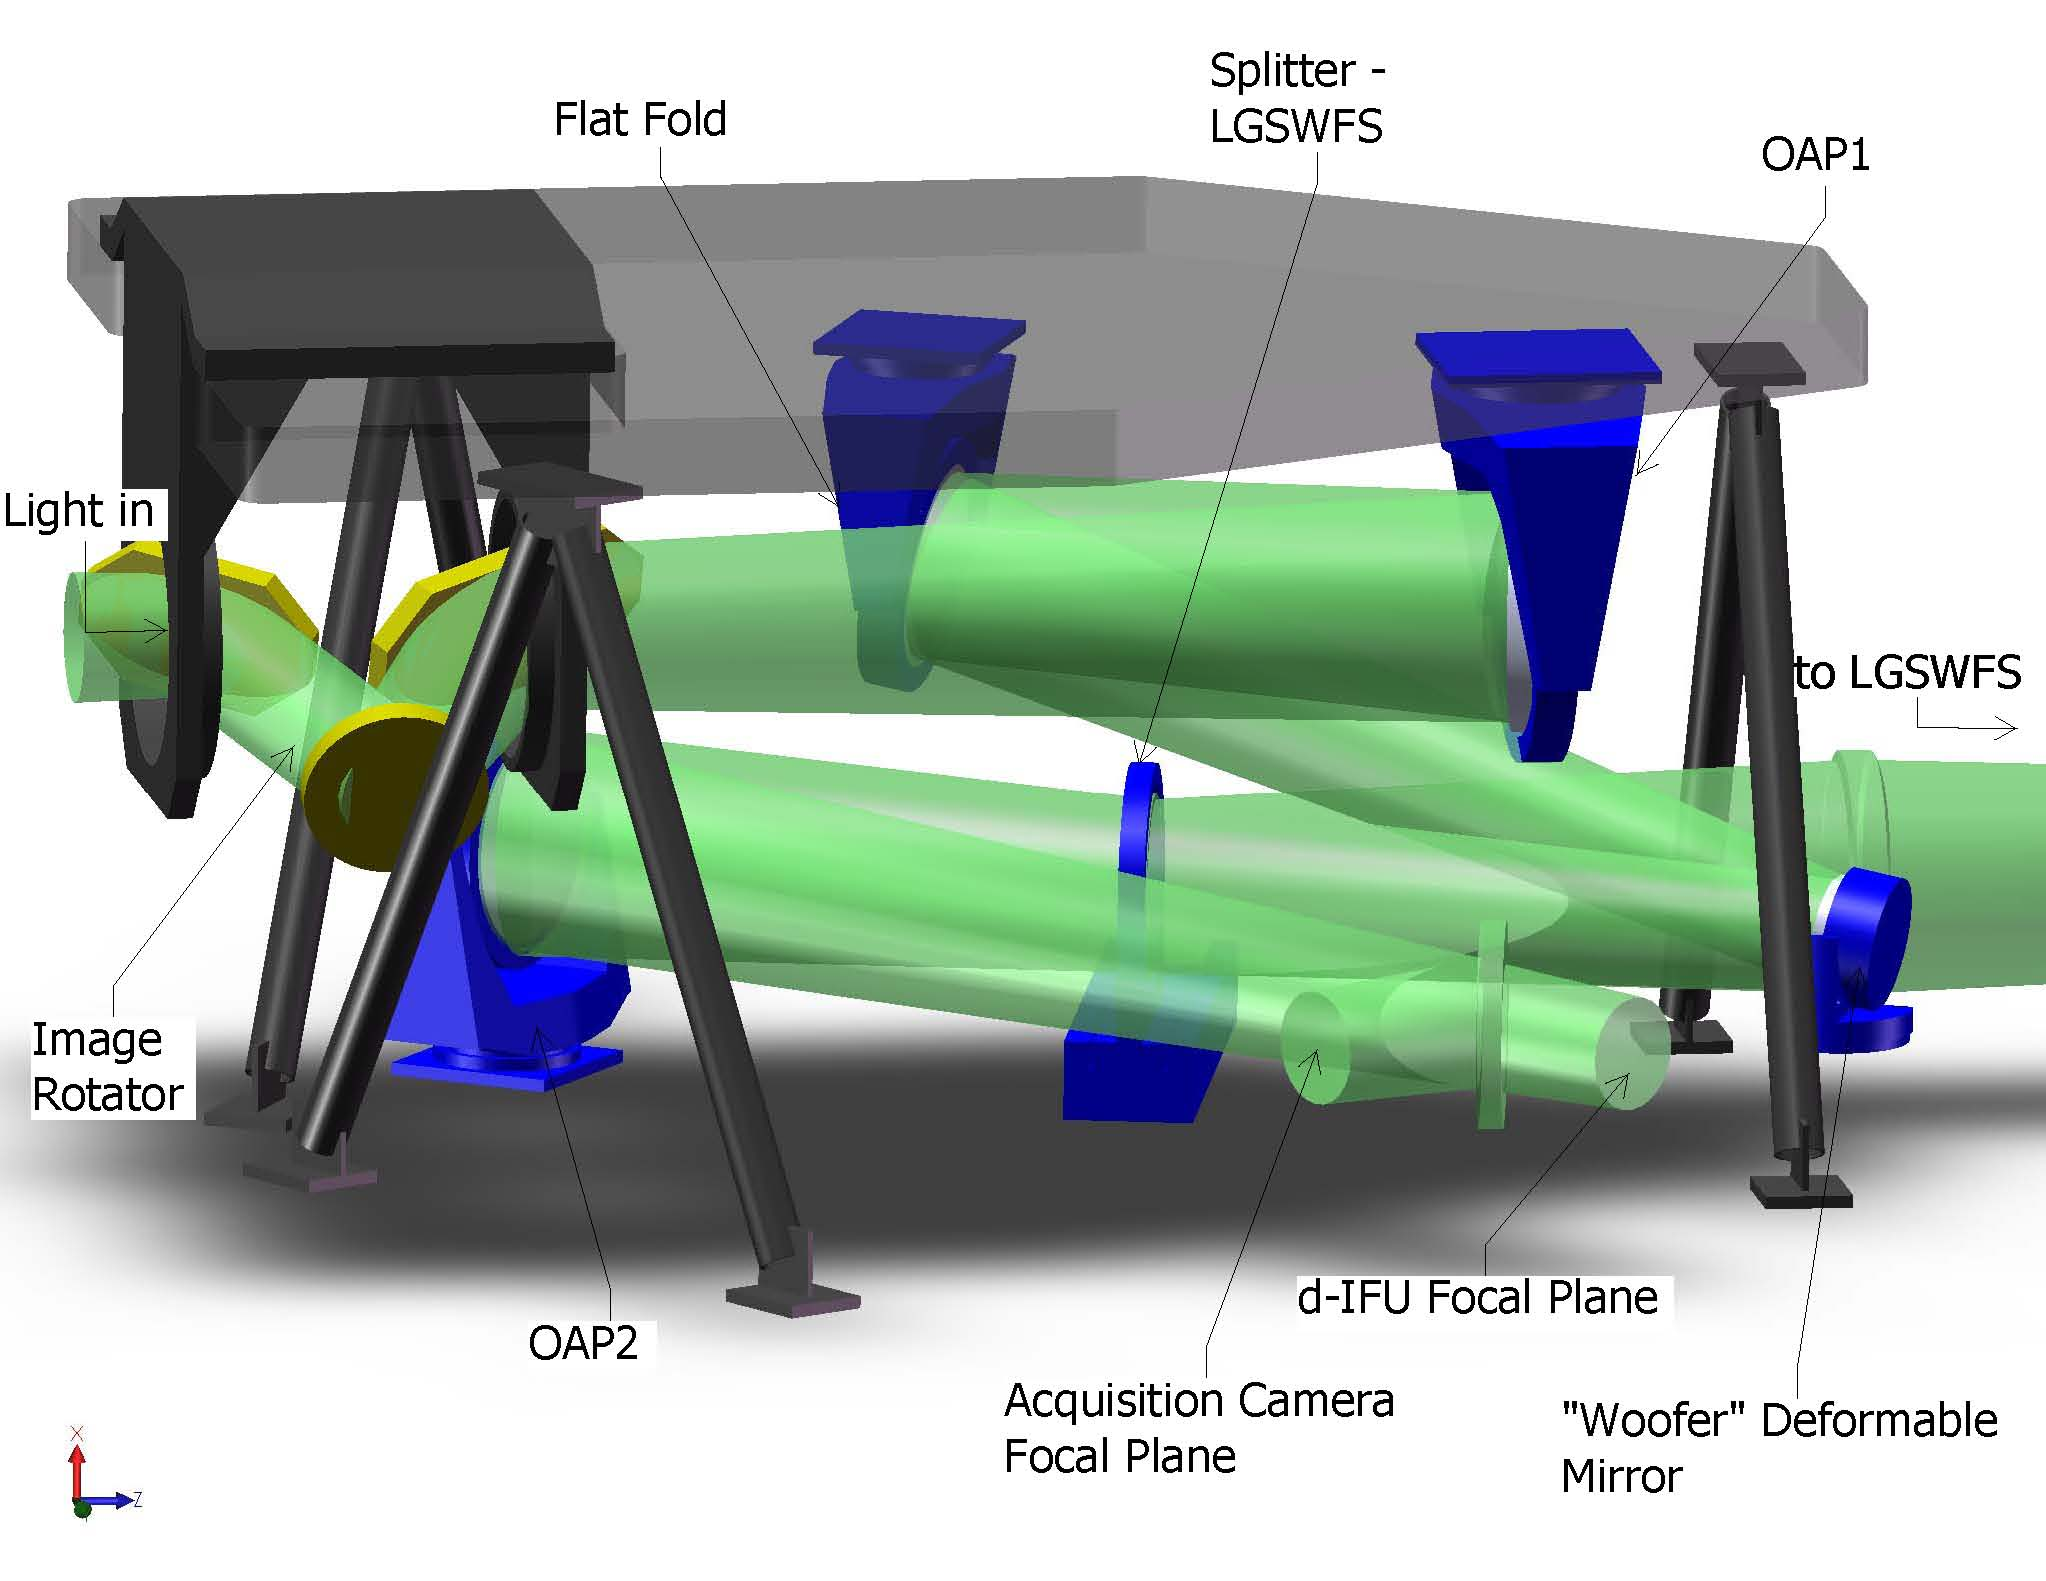 Splitter -
LGSWFS
Flat Fold
OAP1
Light in
to LGSWFS
Image
Rotator
d-IFU Focal Plane
OAP2
Acquisition Camera
Focal Plane
"Woofer" Deformable
Mirror
X
Z